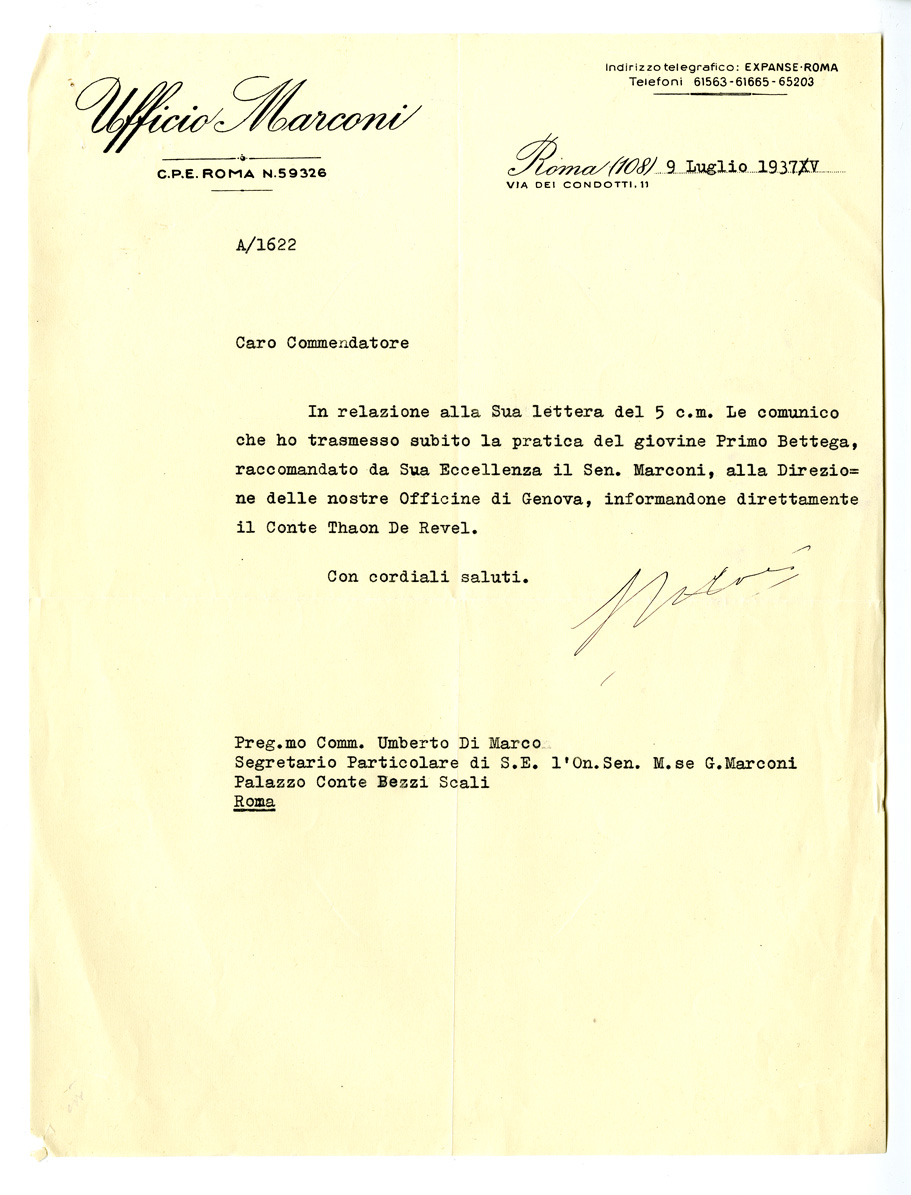 Ufficio Marconi
C.P.E. ROMA N.59326
Indirizzo telegrafico: EXPANSE-ROMA
Telefoni 61563-61665-65203
Roma (108) 9 Luglio 1937XV
VIA DEI CONDOTTI, 11
A/1622
Caro Commendatore
In relazione alla Sua lettera del 5 c.m. Le comunico
che ho trasmesso subito la pratica del giovine Primo Bettega,
raccomandato da Sua Eccellenza il Sen. Marconi, alla Direzio=
ne delle nostre Officine di Genova, informandone direttamente
il Conte Thaon De Revel.
Con cordiali saluti.
Preg.mo Comm. Umberto Di Marco
Segretario Particolare di S.E. l'On.Sen. M.se G.Marconi
Palazzo Conte Bezzi Scali
Roma